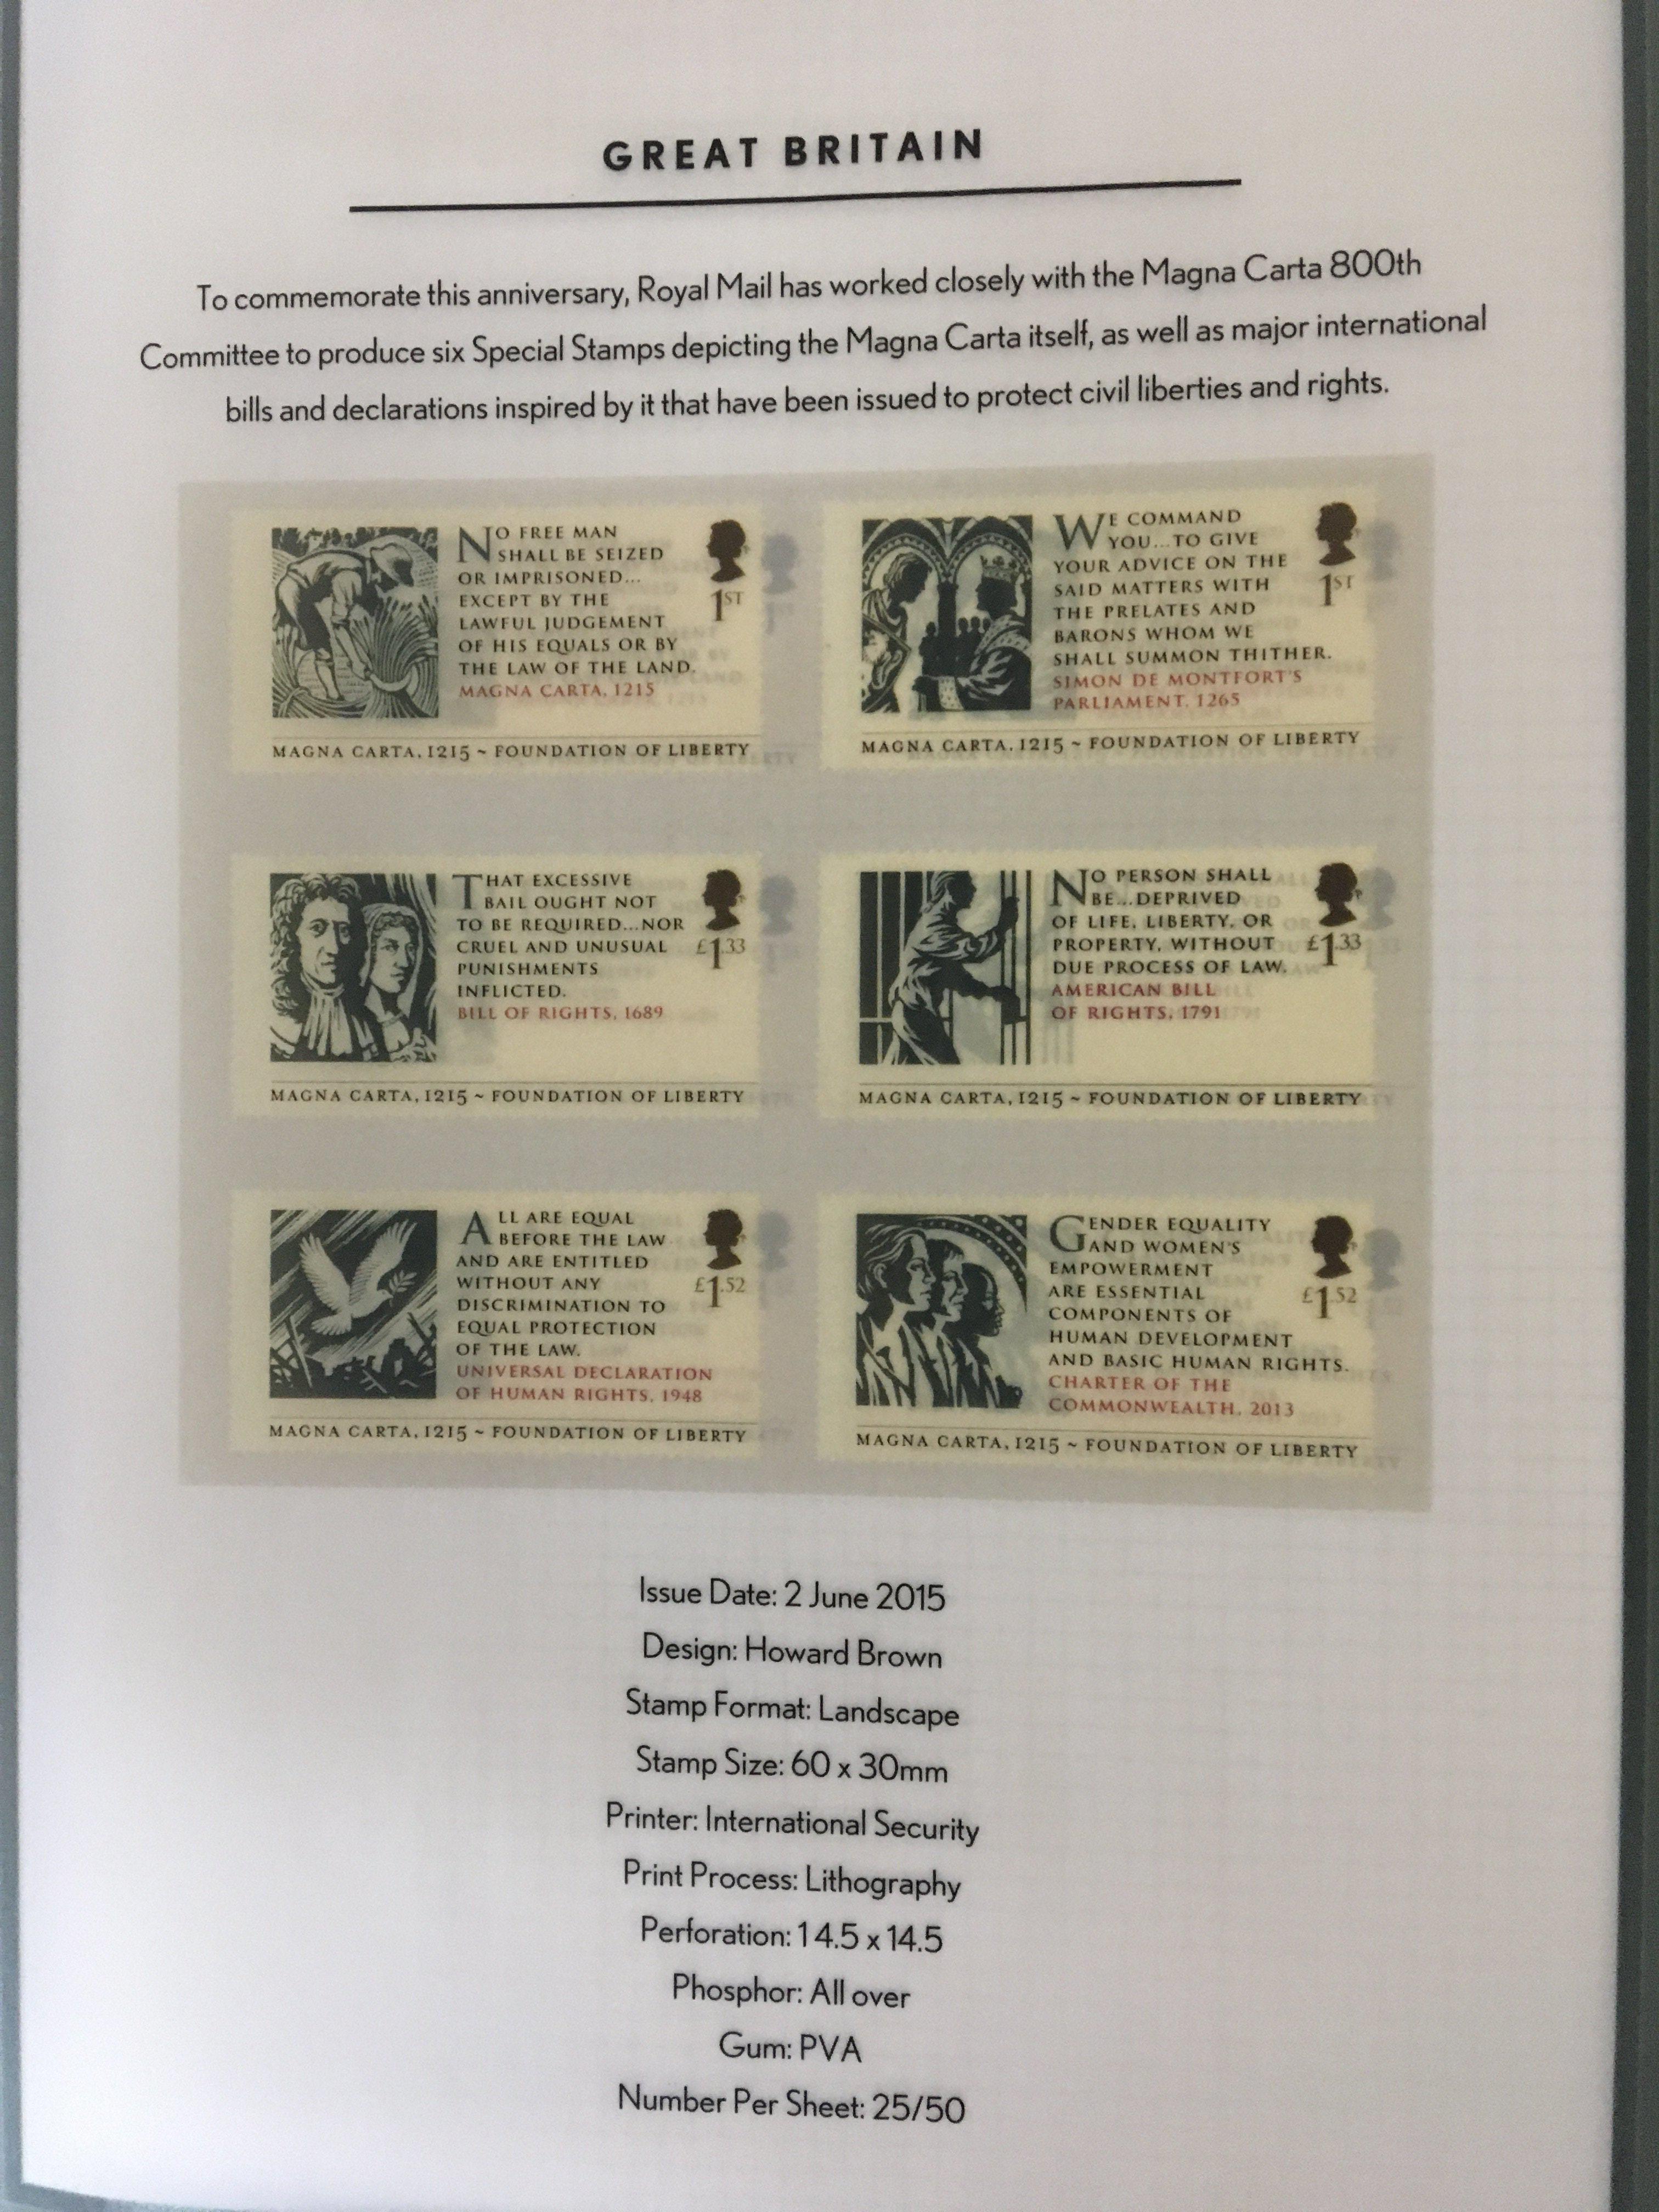 GREAT BRITAIN
To commemorate this anniversary, Royal Mail has worked closely with the Magna Carta 800th
Committee to produce six Special Stamps depicting the Magna Carta itself, as well as major international
bills and declarations inspired by it that have been issued to protect civil liberties and rights.
NO FREE MAN
SHALL BE SEIZED
OR IMPRISONED...
EXCEPT BY THE
LAWFUL JUDGEMENT
OF HIS EQUALS OR BY
THE LAW OF THE LAND.
MAGNA CARTA, 1215
1ST
MAGNA CARTA, 1215 ~ FOUNDATION OF LIBERTY
WE COMMAND
YOU...TO GIVE
YOUR ADVICE ON THE
SAID MATTERS WITH
THE PRELATES AND
BARONS WHOM WE
SHALL SUMMON THITHER.
SIMON DE MONTFORT'S
PARLIAMENT, 1265
1ST
MAGNA CARTA, 1215 ~ FOUNDATION OF LIBERTY
THAT EXCESSIVE
BAIL OUGHT NOT
TO BE REQUIRED...NOR
CRUEL AND UNUSUAL
PUNISHMENTS
INFLICTED.
BILL OF RIGHTS, 1689
£1.33
MAGNA CARTA, 1215 ~ FOUNDATION OF LIBERTY
NO PERSON SHALL
BE...DEPRIVED
OF LIFE, LIBERTY, OR
PROPERTY, WITHOUT
DUE PROCESS OF LAW.
AMERICAN BILL
OF RIGHTS, 1791
£1.33
MAGNA CARTA, 1215 ~ FOUNDATION OF LIBERTY
ALL ARE EQUAL
BEFORE THE LAW
AND ARE ENTITLED
WITHOUT ANY
DISCRIMINATION TO
EQUAL PROTECTION
OF THE LAW.
UNIVERSAL DECLARATION
OF HUMAN RIGHTS, 1948
£1.52
MAGNA CARTA, 1215 ~ FOUNDATION OF LIBERTY
GENDER EQUALITY
AND WOMEN'S
EMPOWERMENT
ARE ESSENTIAL
COMPONENTS OF
HUMAN DEVELOPMENT
AND BASIC HUMAN RIGHTS.
CHARTER OF THE
COMMONWEALTH, 2013
£1.52
MAGNA CARTA, 1215 ~ FOUNDATION OF LIBERTY
Issue Date: 2 June 2015
Design: Howard Brown
Stamp Format: Landscape
Stamp Size: 60 x 30mm
Printer: International Security
Print Process: Lithography
Perforation: 14.5 x 14.5
Phosphor: All over
Gum: PVA
Number Per Sheet: 25/50